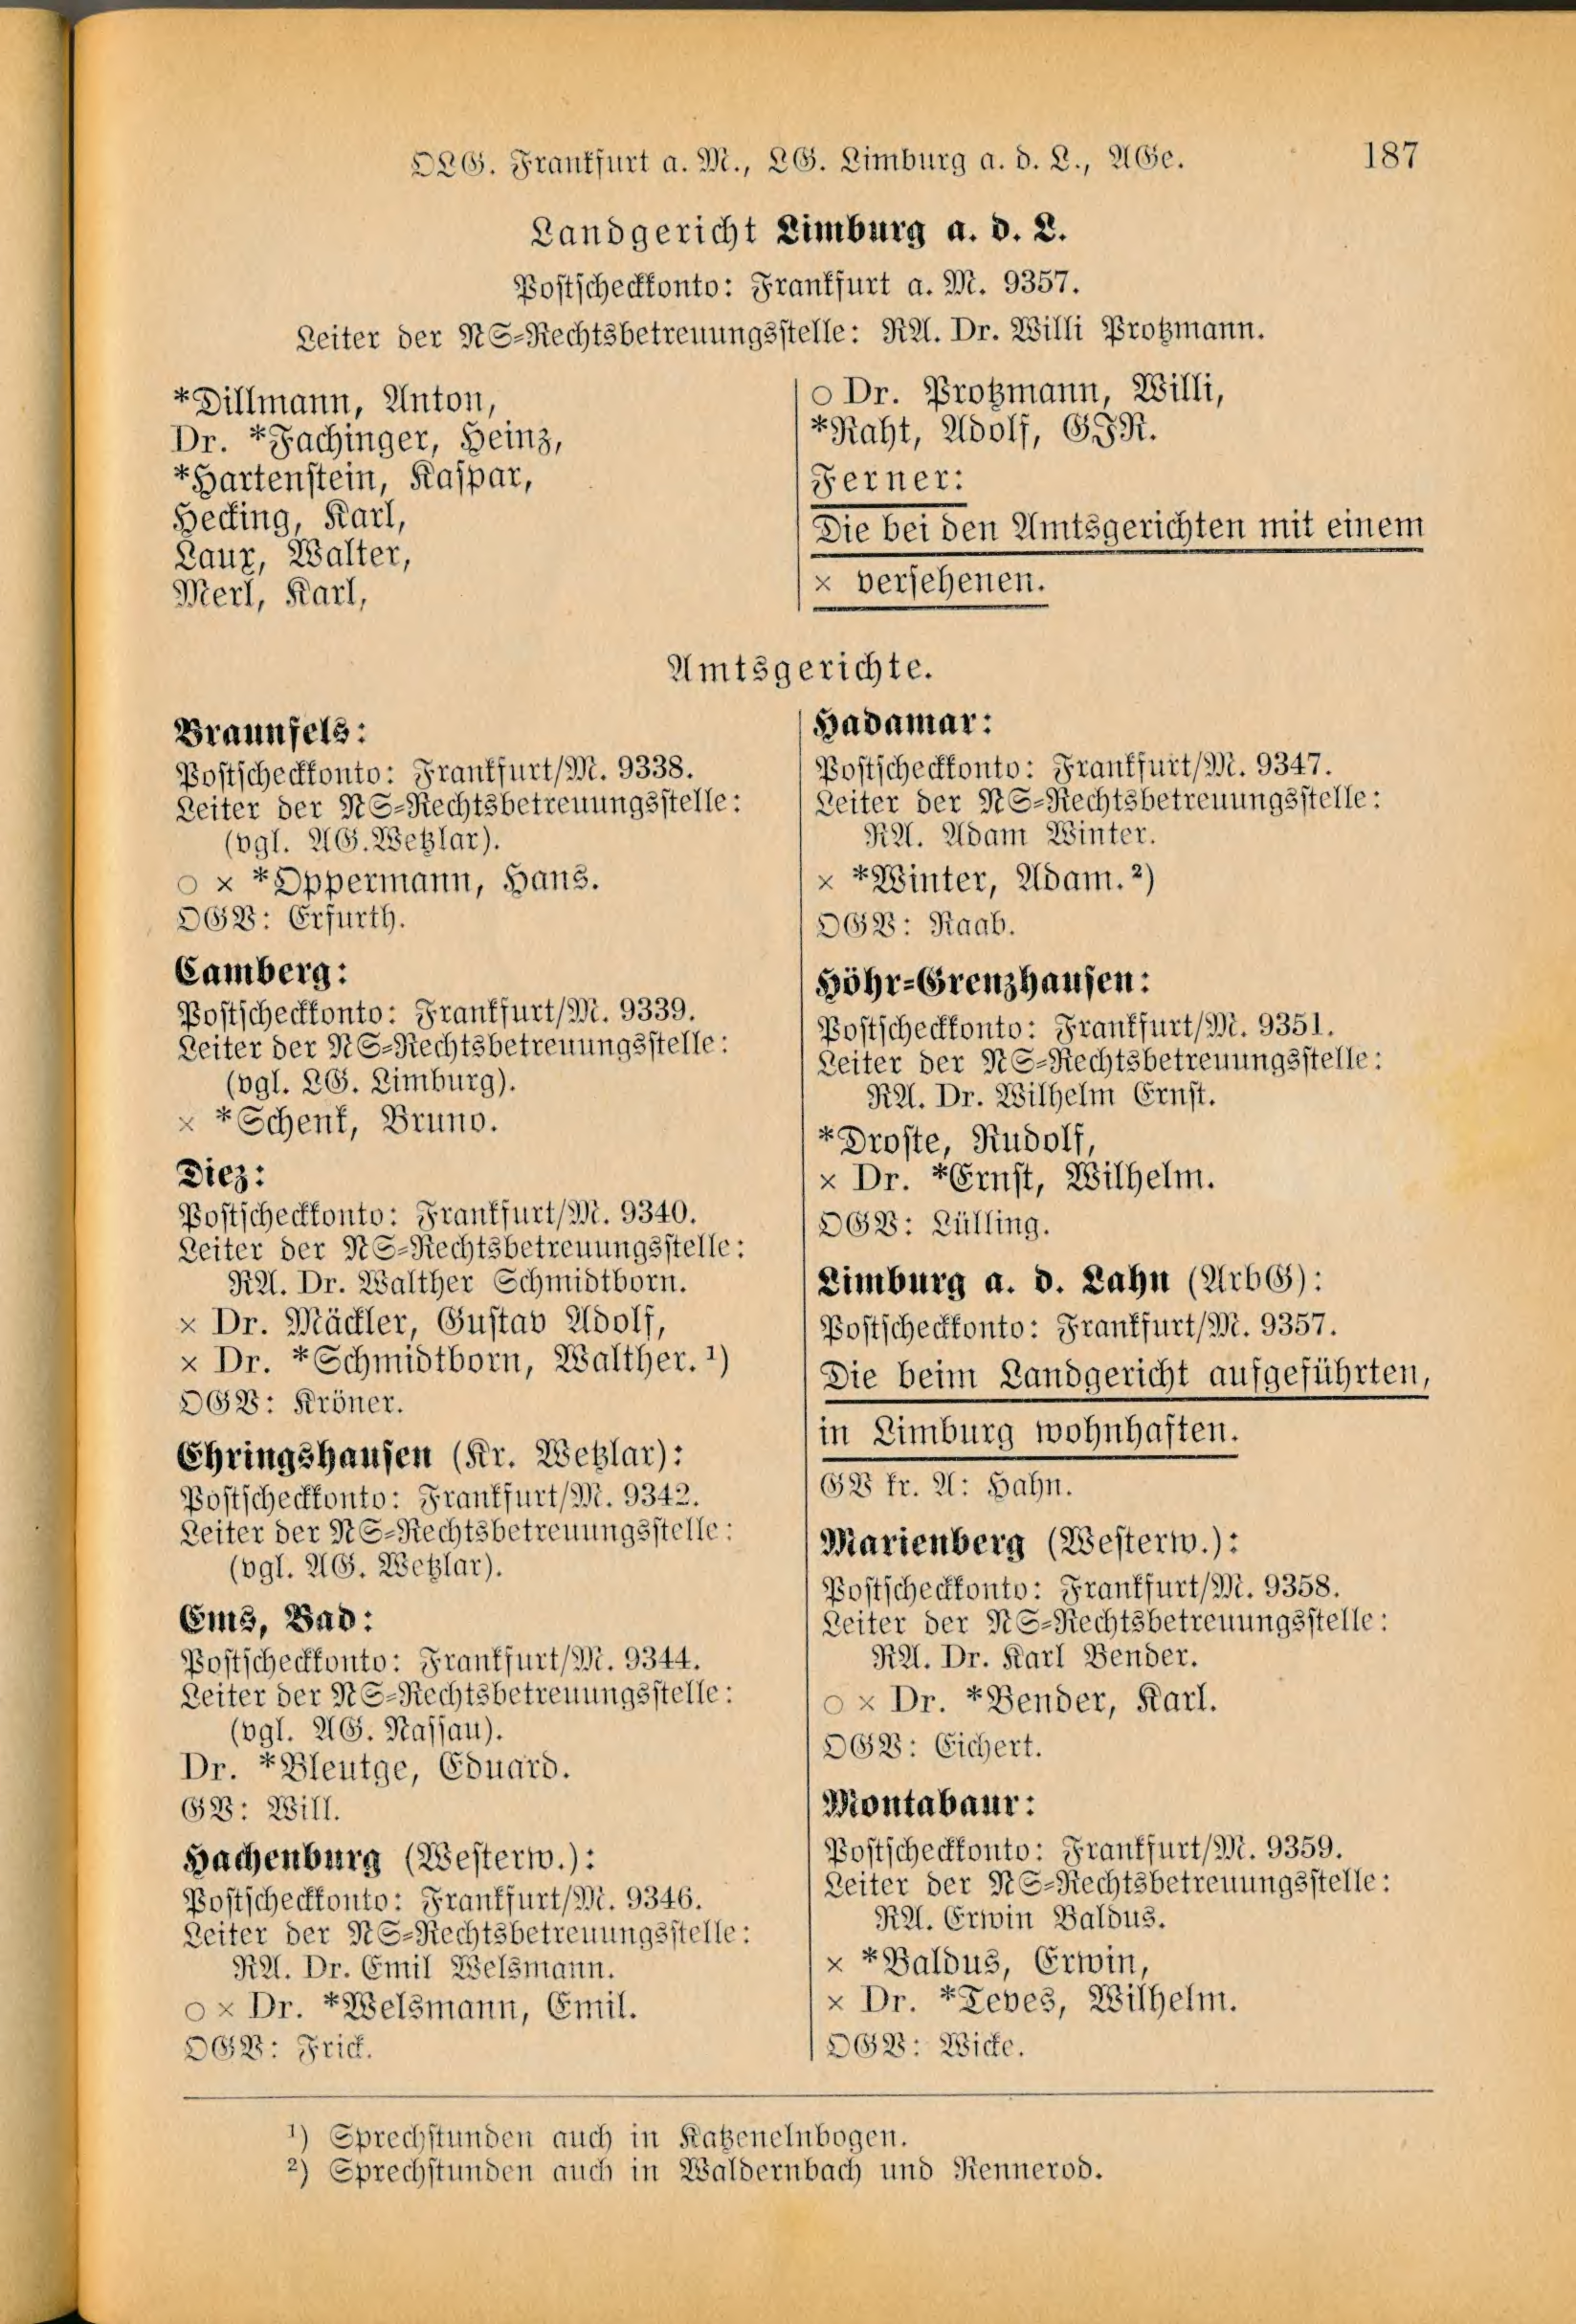 OLG. Frankfurt a. M., LG. Limburg a. d. L., AGe. 187
Landgericht Limburg a. d. L.
Postscheckkonto: Frankfurt a. M. 9357.
Leiter der NS-Rechtsbetreuungsstelle: RA. Dr. Willi Protzmann.
*Dillmann, Anton,
Dr. *Fachinger, Heinz,
*Hartenstein, Kaspar,
Hecking, Karl,
Laux, Walter,
Merl, Karl,
○ Dr. Protzmann, Willi,
*Raht, Adolf, GJR.
Ferner:
Die bei den Amtsgerichten mit einem
× versehenen.
Amtsgerichte.
Braunfels:
Postscheckkonto: Frankfurt/M. 9338.
Leiter der NS-Rechtsbetreuungsstelle:
(vgl. AG. Wetzlar).
○ × *Oppermann, Hans.
OGV: Erfurth.
Camberg:
Postscheckkonto: Frankfurt/M. 9339.
Leiter der NS-Rechtsbetreuungsstelle:
(vgl. LG. Limburg).
× *Schenk, Bruno.
Diez:
Postscheckkonto: Frankfurt/M. 9340.
Leiter der NS-Rechtsbetreuungsstelle:
RA. Dr. Walther Schmidtborn.
× Dr. Mäckler, Gustav Adolf,
× Dr. *Schmidtborn, Walther. ¹)
OGV: Kröner.
Ehringshausen (Kr. Wetzlar):
Postscheckkonto: Frankfurt/M. 9342.
Leiter der NS-Rechtsbetreuungsstelle:
(vgl. AG. Wetzlar).
Ems, Bad:
Postscheckkonto: Frankfurt/M. 9344.
Leiter der NS-Rechtsbetreuungsstelle:
(vgl. AG. Nassau).
Dr. *Bleutge, Eduard.
GV: Will.
Hachenburg (Westerw.):
Postscheckkonto: Frankfurt/M. 9346.
Leiter der NS-Rechtsbetreuungsstelle:
RA. Dr. Emil Welsmann.
○ × Dr. *Welsmann, Emil.
OGV: Frick.
Hadamar:
Postscheckkonto: Frankfurt/M. 9347.
Leiter der NS-Rechtsbetreuungsstelle:
RA. Adam Winter.
× *Winter, Adam. ²)
OGV: Raab.
Höhr-Grenzhausen:
Postscheckkonto: Frankfurt/M. 9351.
Leiter der NS-Rechtsbetreuungsstelle:
RA. Dr. Wilhelm Ernst.
*Droste, Rudolf,
× Dr. *Ernst, Wilhelm.
OGV: Lülling.
Limburg a. d. Lahn (ArbG):
Postscheckkonto: Frankfurt/M. 9357.
Die beim Landgericht aufgeführten,
in Limburg wohnhaften.
GV kr. A: Hahn.
Marienberg (Westerw.):
Postscheckkonto: Frankfurt/M. 9358.
Leiter der NS-Rechtsbetreuungsstelle:
RA. Dr. Karl Bender.
○ × Dr. *Bender, Karl.
OGV: Eichert.
Montabaur:
Postscheckkonto: Frankfurt/M. 9359.
Leiter der NS-Rechtsbetreuungsstelle:
RA. Erwin Baldus.
× *Baldus, Erwin,
× Dr. *Teves, Wilhelm.
OGV: Wicke.
¹) Sprechstunden auch in Katzenelnbogen.
²) Sprechstunden auch in Waldernbach und Rennerod.